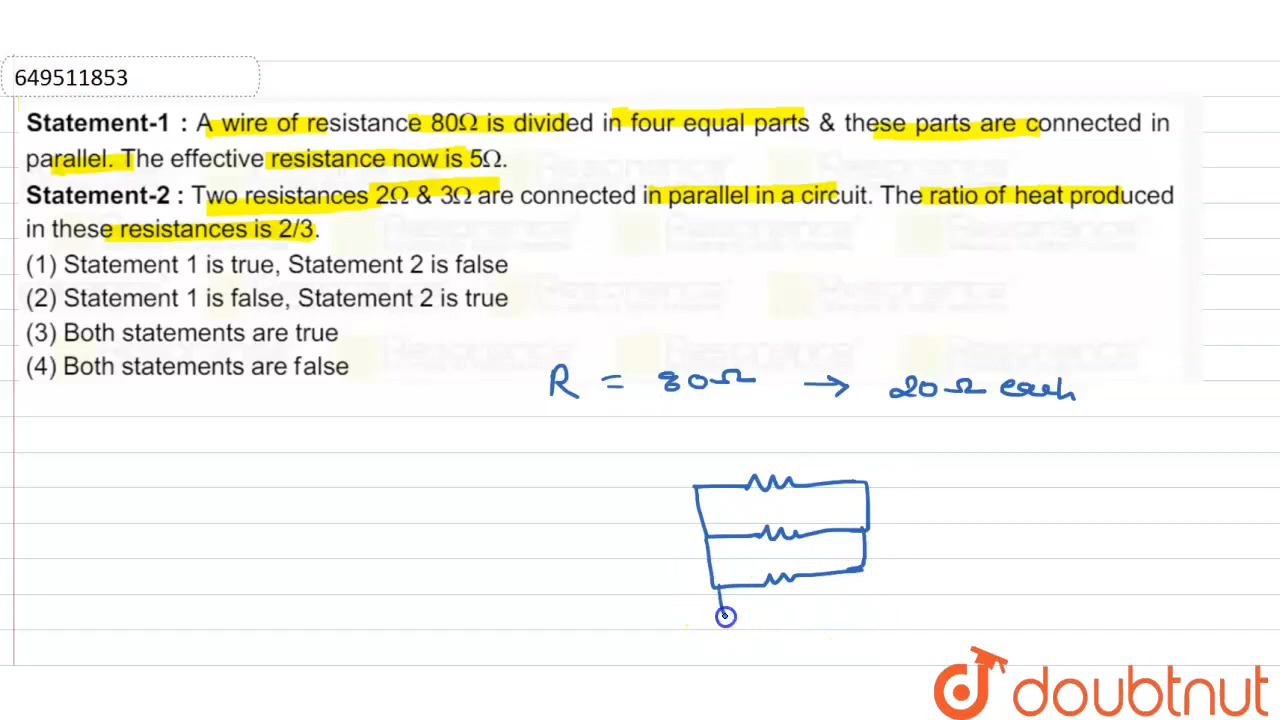 649511853
Statement-1 : A wire of resistance 80Ω is divided in four equal parts & these parts are connected in
parallel. The effective resistance now is 5Ω.
Statement-2 : Two resistances 2Ω & 3Ω are connected in parallel in a circuit. The ratio of heat produced
in these resistances is 2/3.
(1) Statement 1 is true, Statement 2 is false
(2) Statement 1 is false, Statement 2 is true
(3) Both statements are true
(4) Both statements are false
R = 80Ω → 20Ω each
doubtnut